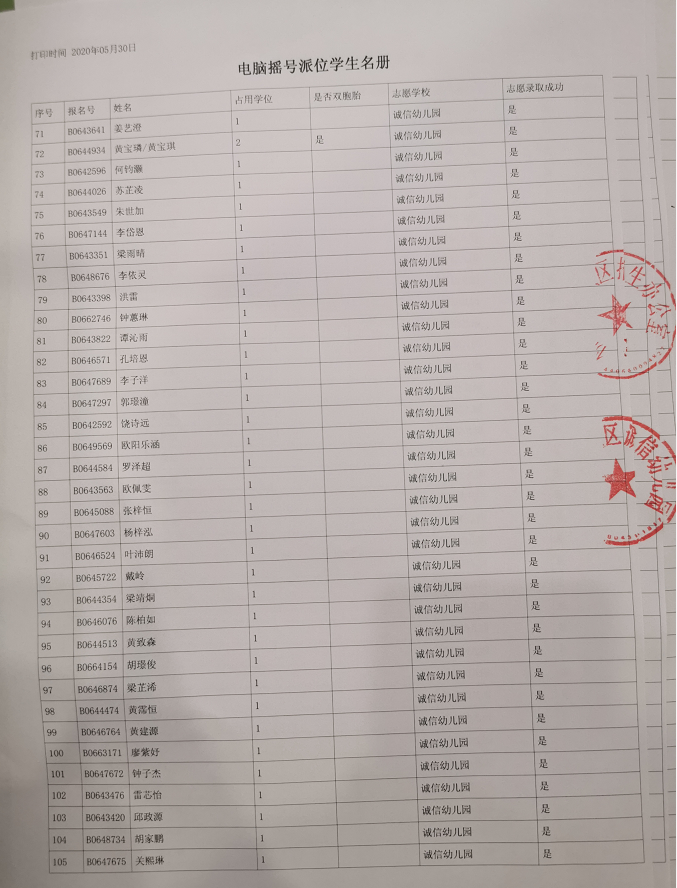 打印时间 2020年05月30日
电脑摇号派位学生名册
序号 报名号 姓名 占用学位 是否双胞胎 志愿学校 志愿录取成功
71 B0643641 姜艺澄 1 诚信幼儿园 是
72 B0644934 黄宝璘/黄宝琪 2 是 诚信幼儿园 是
73 B0642596 何钧灏 1 诚信幼儿园 是
74 B0644026 苏芷凌 1 诚信幼儿园 是
75 B0643549 朱世加 1 诚信幼儿园 是
76 B0647144 李岱恩 1 诚信幼儿园 是
77 B0643351 梁雨晴 1 诚信幼儿园 是
78 B0648676 李依灵 1 诚信幼儿园 是
79 B0643398 洪雷 1 诚信幼儿园 是
80 B0662746 钟蕙琳 1 诚信幼儿园 是
81 B0643822 谭沁雨 1 诚信幼儿园 是
82 B0646571 孔培恩 1 诚信幼儿园 是
83 B0647689 李子洋 1 诚信幼儿园 是
84 B0647297 郭璟潼 1 诚信幼儿园 是
85 B0642592 饶诗远 1 诚信幼儿园 是
86 B0649569 欧阳乐涵 1 诚信幼儿园 是
87 B0644584 罗泽超 1 诚信幼儿园 是
88 B0643563 欧佩雯 1 诚信幼儿园 是
89 B0645088 张梓恒 1 诚信幼儿园 是
90 B0647603 杨梓泓 1 诚信幼儿园 是
91 B0646524 叶沛朗 1 诚信幼儿园 是
92 B0645722 戴岭 1 诚信幼儿园 是
93 B0644354 梁靖炯 1 诚信幼儿园 是
94 B0646076 陈柏如 1 诚信幼儿园 是
95 B0644513 黄致森 1 诚信幼儿园 是
96 B0664154 胡璟俊 1 诚信幼儿园 是
97 B0646874 梁芷浠 1 诚信幼儿园 是
98 B0644474 黄霭恒 1 诚信幼儿园 是
99 B0646764 黄建源 1 诚信幼儿园 是
100 B0663171 廖紫妤 1 诚信幼儿园 是
101 B0647672 钟子杰 1 诚信幼儿园 是
102 B0643476 雷芯怡 1 诚信幼儿园 是
103 B0643420 邱政源 1 诚信幼儿园 是
104 B0648734 胡家鹏 1 诚信幼儿园 是
105 B0647675 关熙琳 1 诚信幼儿园 是
区招生办公室
区诚信幼儿园